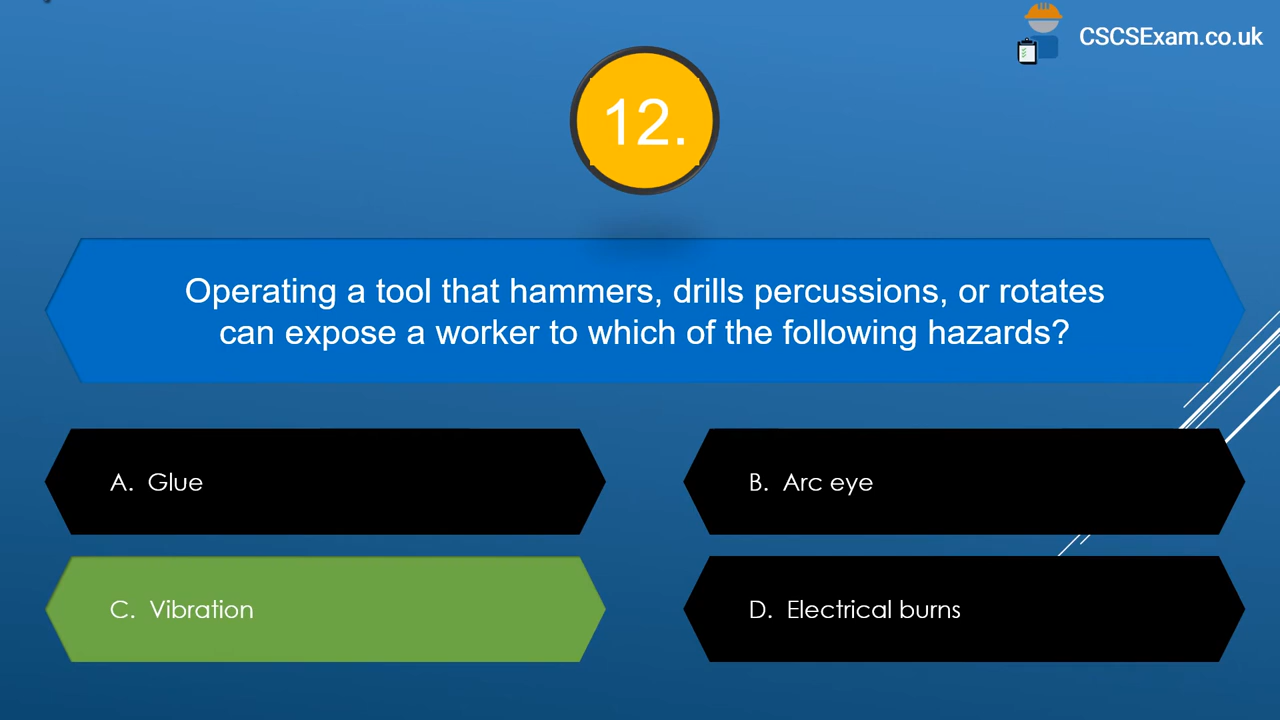 CSCSExam.co.uk
12.
Operating a tool that hammers, drills percussions, or rotates
can expose a worker to which of the following hazards?
A. Glue
B. Arc eye
C. Vibration
D. Electrical burns